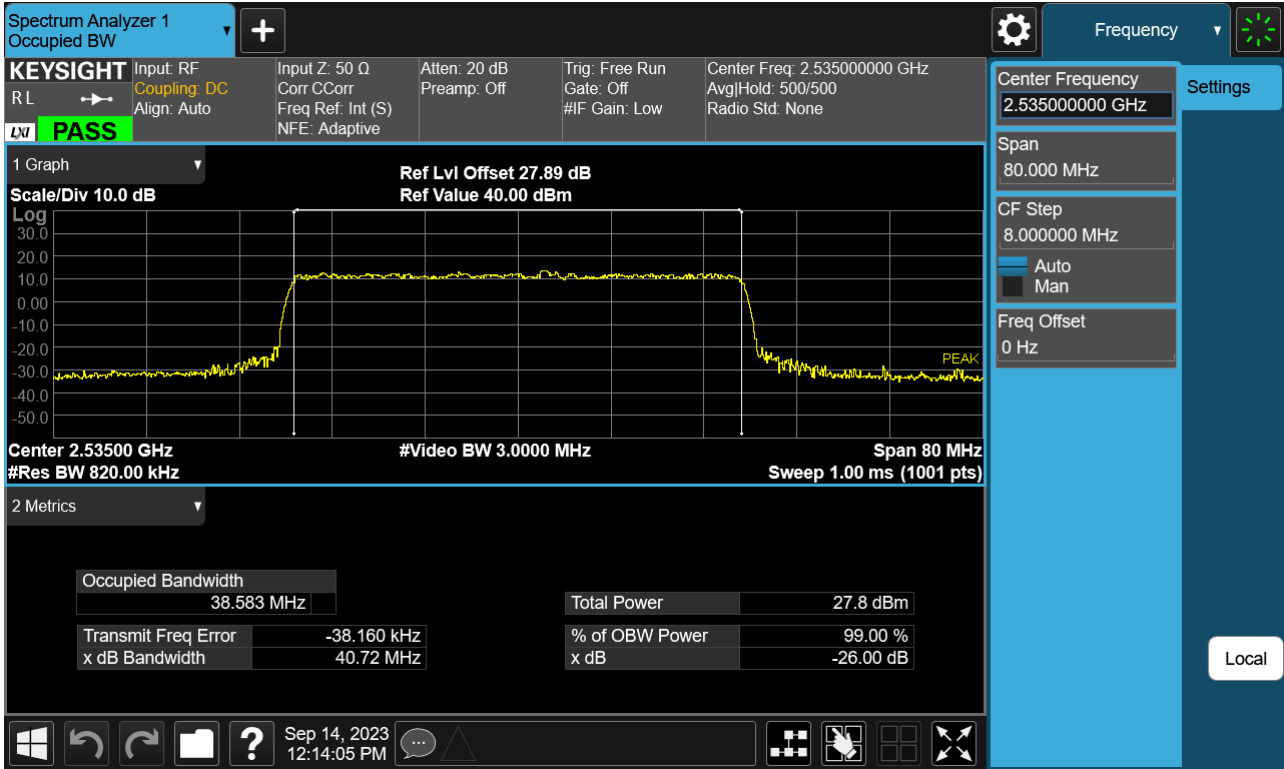 Spectrum Analyzer 1
Occupied BW
Frequency
KEYSIGHT
R L
LXI PASS
Input: RF
Coupling: DC
Align: Auto
Input Z: 50 Ω
Corr CCorr
Freq Ref: Int (S)
NFE: Adaptive
Atten: 20 dB
Preamp: Off
Trig: Free Run
Gate: Off
#IF Gain: Low
Center Freq: 2.535000000 GHz
Avg|Hold: 500/500
Radio Std: None
Center Frequency
2.535000000 GHz
Settings
Span
80.000 MHz
CF Step
8.000000 MHz
Auto
Man
Freq Offset
0 Hz
Local
1 Graph
Scale/Div 10.0 dB
Ref Lvl Offset 27.89 dB
Ref Value 40.00 dBm
Log
30.0
20.0
10.0
0.00
-10.0
-20.0
-30.0
-40.0
-50.0
PEAK
Center 2.53500 GHz
#Video BW 3.0000 MHz
Span 80 MHz
#Res BW 820.00 kHz
Sweep 1.00 ms (1001 pts)
2 Metrics
Occupied Bandwidth
38.583 MHz
Transmit Freq Error -38.160 kHz
x dB Bandwidth 40.72 MHz
Total Power 27.8 dBm
% of OBW Power 99.00 %
x dB -26.00 dB
?
Sep 14, 2023
12:14:05 PM